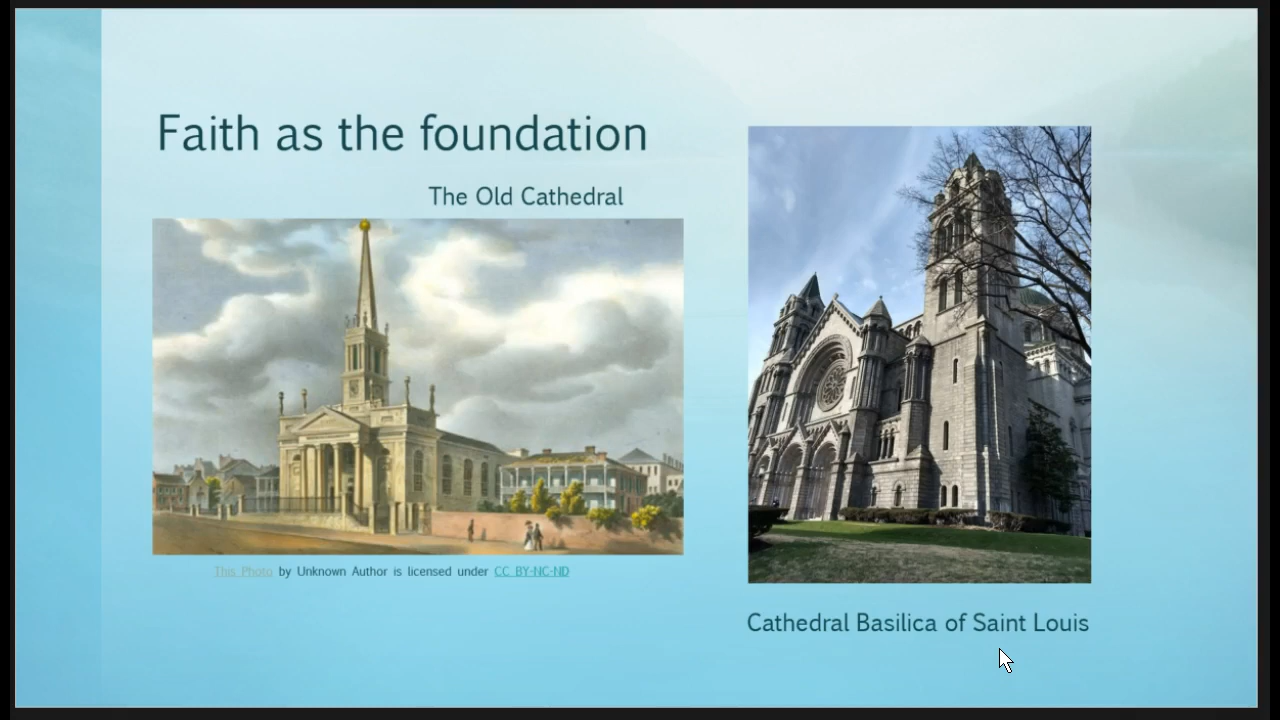 Faith as the foundation
The Old Cathedral
This Photo by Unknown Author is licensed under CC BY-NC-ND
Cathedral Basilica of Saint Louis